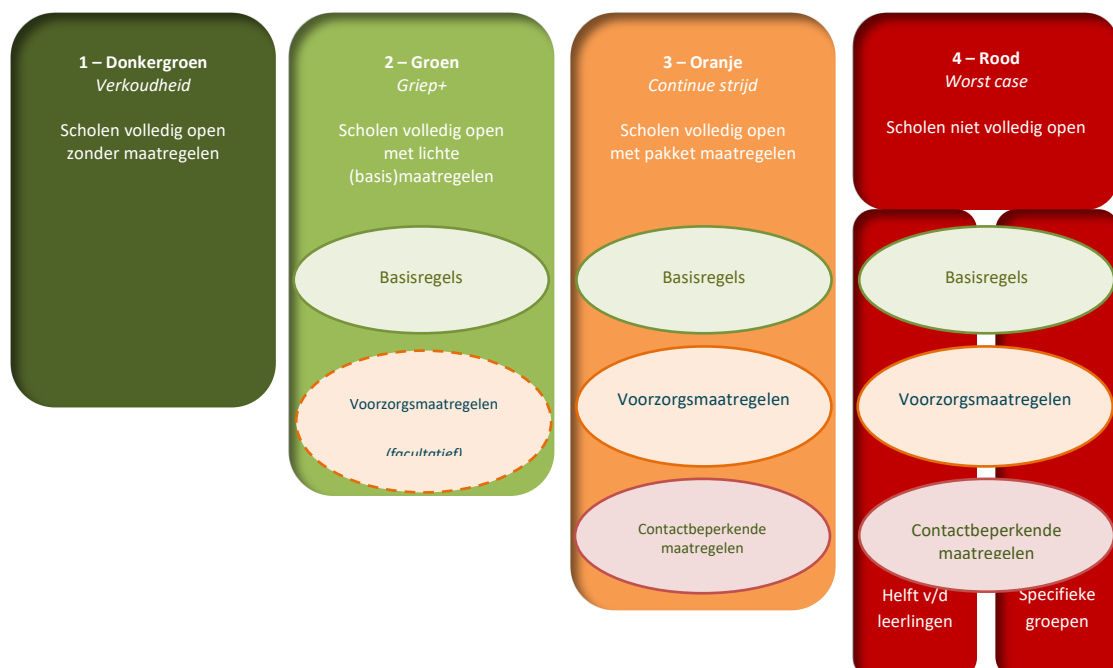 1 – Donkergroen
Verkoudheid
Scholen volledig open
zonder maatregelen
2 – Groen
Griep+
Scholen volledig open
met lichte
(basis)maatregelen
Basisregels
Voorzorgsmaatregelen
(facultatief)
3 – Oranje
Continue strijd
Scholen volledig open
met pakket maatregelen
Basisregels
Voorzorgsmaatregelen
Contactbeperkende
maatregelen
4 – Rood
Worst case
Scholen niet volledig open
Basisregels
Voorzorgsmaatregelen
Contactbeperkende
maatregelen
Helft v/d
leerlingen
Specifieke
groepen